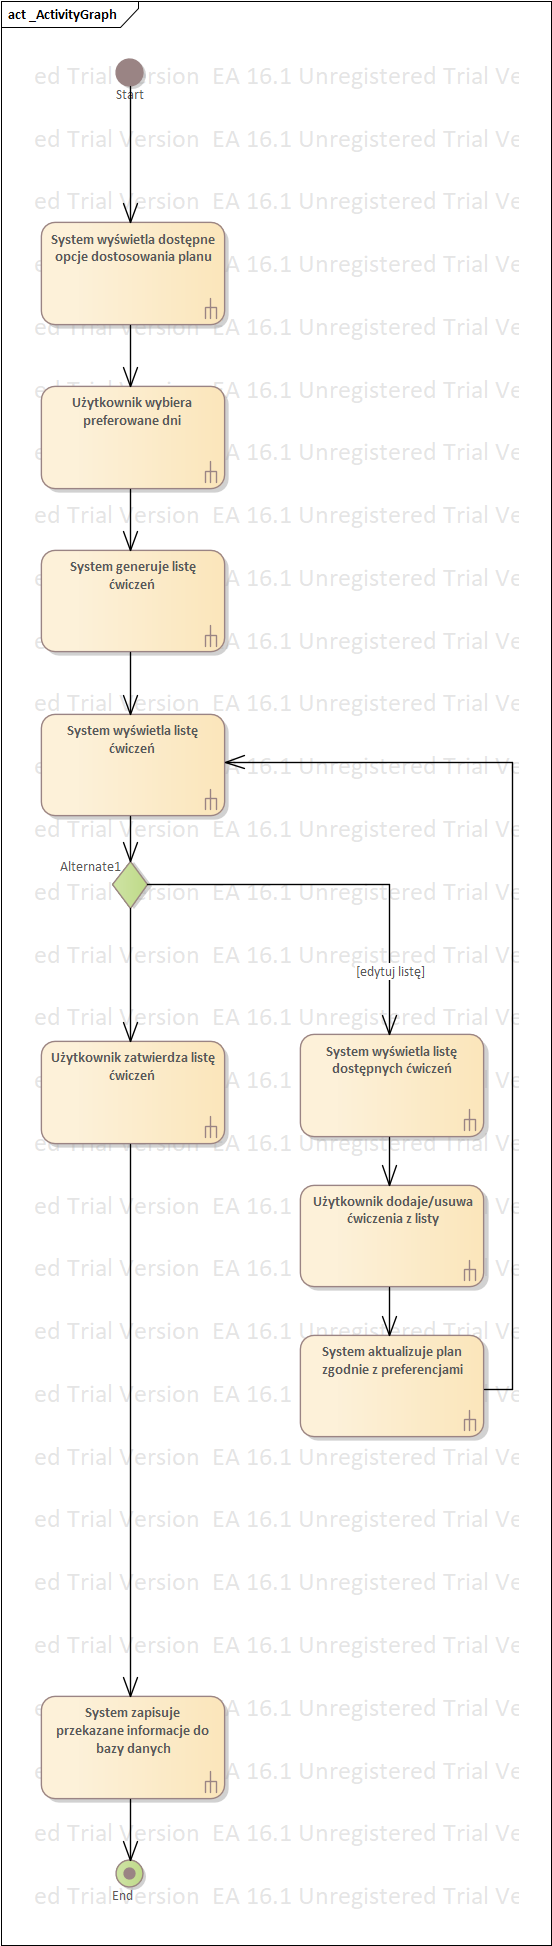 act _ActivityGraph
ed Trial Version EA 16.1 Unregistered Trial Ve
Start
System wyświetla dostępne
opcje dostosowania planu
Użytkownik wybiera
preferowane dni
System generuje listę
ćwiczeń
System wyświetla listę
ćwiczeń
Alternate1
[edytuj listę]
Użytkownik zatwierdza listę
ćwiczeń
System wyświetla listę
dostępnych ćwiczeń
Użytkownik dodaje/usuwa
ćwiczenia z listy
System aktualizuje plan
zgodnie z preferencjami
System zapisuje
przekazane informacje do
bazy danych
End